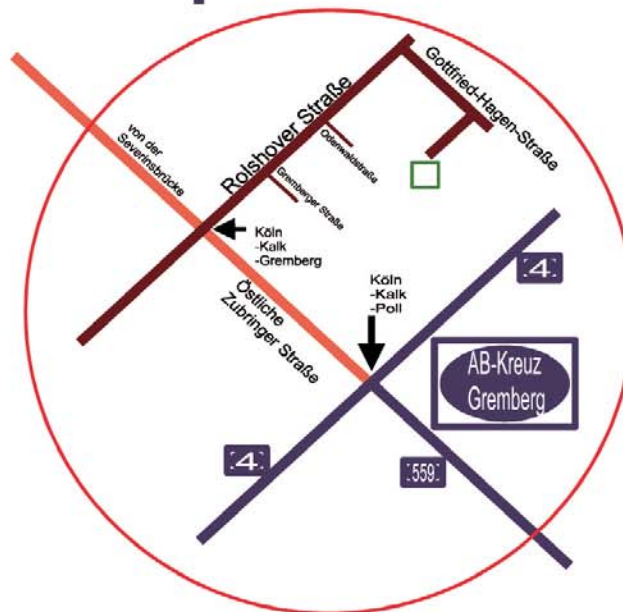 Gottfried-Hagen-Straße
Rolshover Straße
Odenwaldstraße
Gremberger Straße
von der
Severinsbrücke
Köln
-Kalk
-Gremberg
Östliche
Zubringer Straße
Köln
-Kalk
-Poll
4
AB-Kreuz
Gremberg
4
559